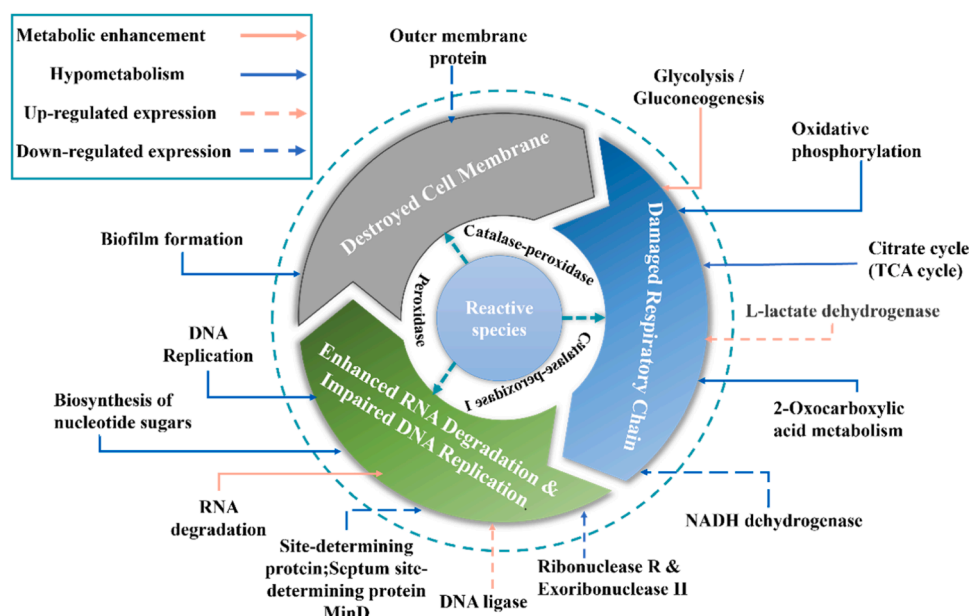 Metabolic enhancement
Hypometabolism
Up-regulated expression
Down-regulated expression
Outer membrane
protein
Glycolysis /
Gluconeogenesis
Oxidative
phosphorylation
Citrate cycle
(TCA cycle)
L-lactate dehydrogenase
2-Oxocarboxylic
acid metabolism
NADH dehydrogenase
Ribonuclease R &
Exoribonuclease II
DNA ligase
Site-determining
protein;Septum site-
determining protein
MinD
RNA
degradation
Biosynthesis of
nucleotide sugars
DNA
Replication
Biofilm formation
Destroyed Cell Membrane
Damaged Respiratory Chain
Enhanced RNA Degradation &
Impaired DNA Replication
Catalase-peroxidase
Catalase-peroxidase 1
Peroxidase
Reactive
species